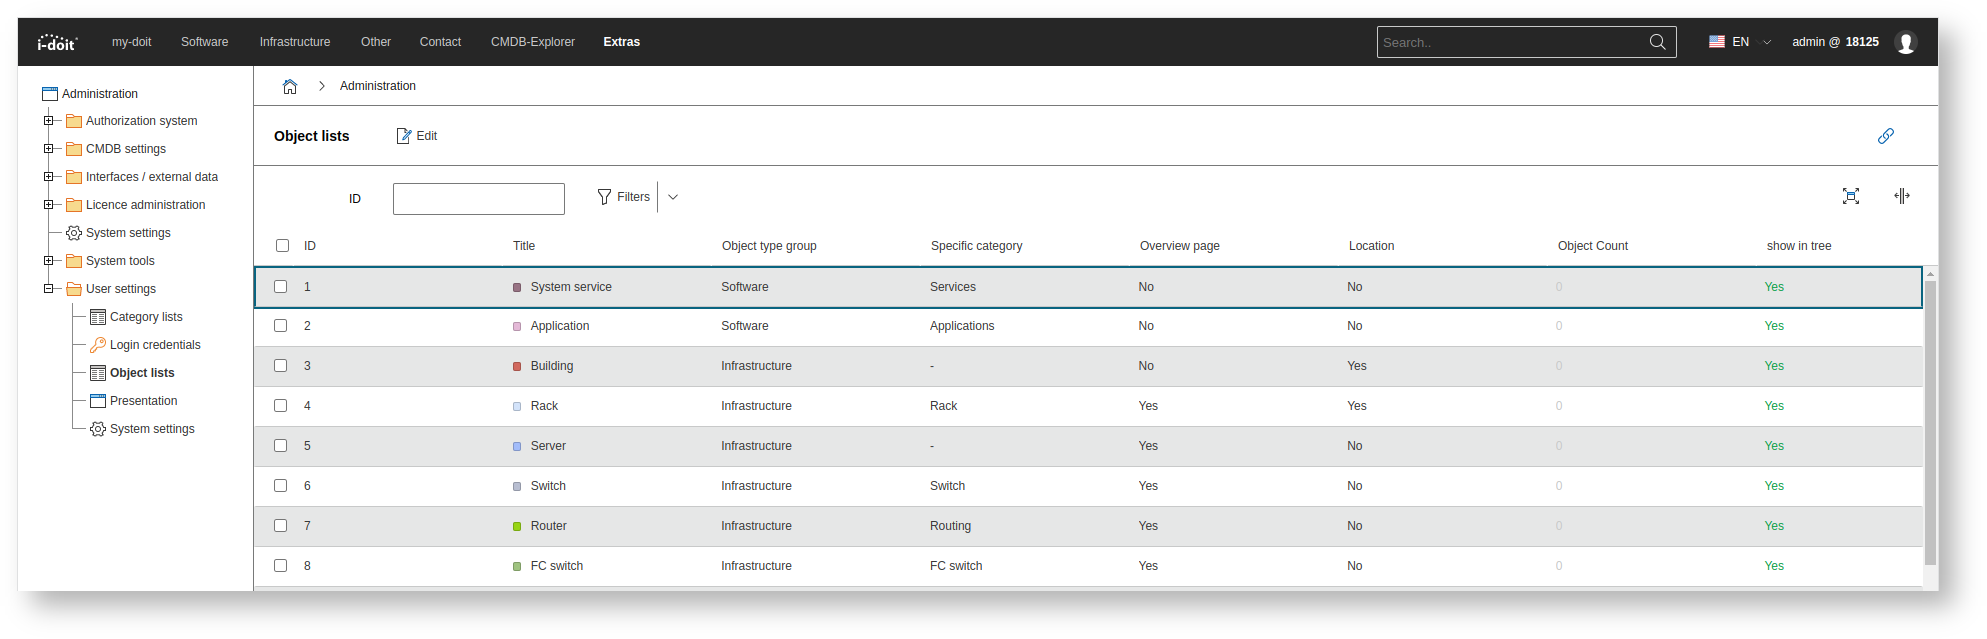 i-doit my-doit Software Infrastructure Other Contact CMDB-Explorer Extras Search.. EN admin @ 18125
Administration
Authorization system
CMDB settings
Interfaces / external data
Licence administration
System settings
System tools
User settings
Category lists
Login credentials
Object lists
Presentation
System settings
Administration
Object lists Edit
ID Filters
ID Title Object type group Specific category Overview page Location Object Count show in tree
1 System service Software Services No No 0 Yes
2 Application Software Applications No No 0 Yes
3 Building Infrastructure - No Yes 0 Yes
4 Rack Infrastructure Rack Yes Yes 0 Yes
5 Server Infrastructure - Yes No 0 Yes
6 Switch Infrastructure Switch Yes No 0 Yes
7 Router Infrastructure Routing Yes No 0 Yes
8 FC switch Infrastructure FC switch Yes No 0 Yes